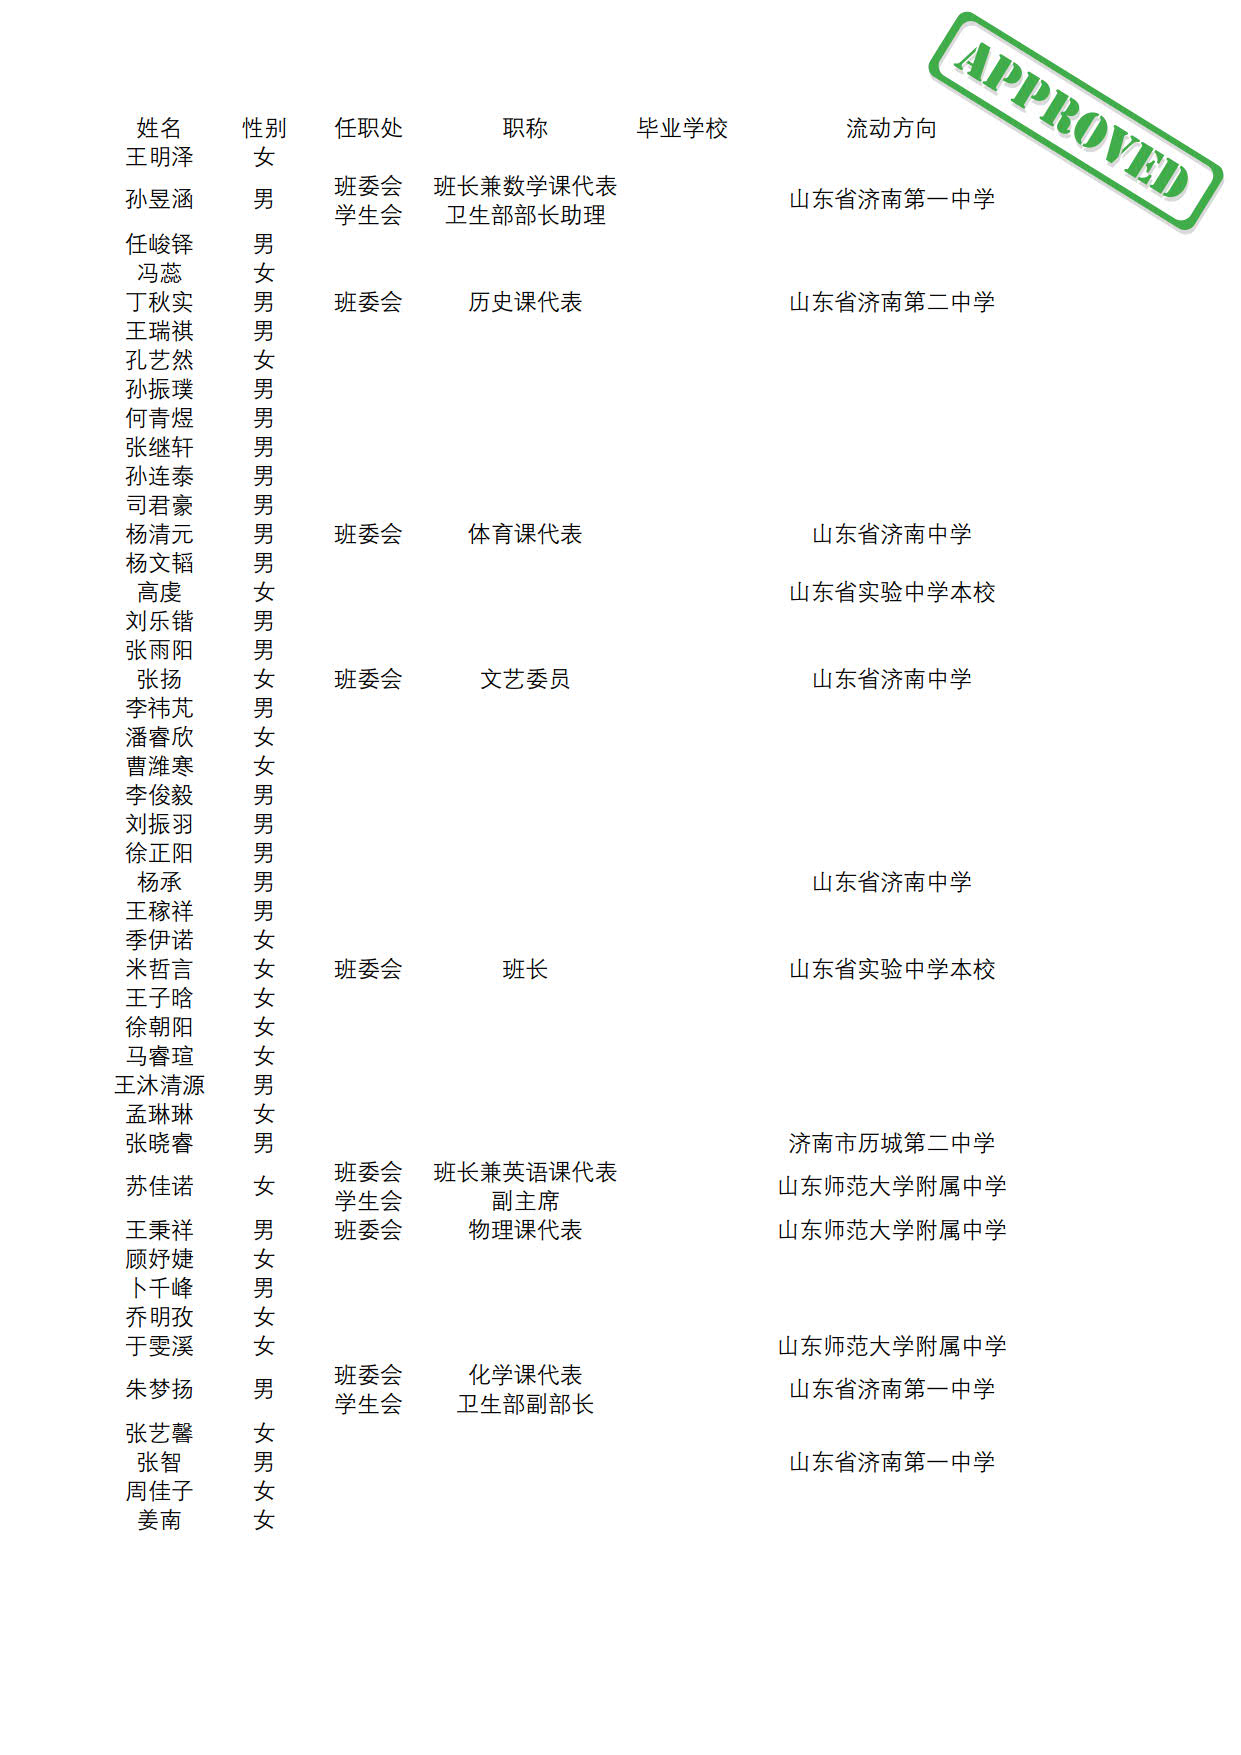 APPROVED
姓名 性别 任职处 职称 毕业学校 流动方向
王明泽 女
孙昱涵 男 班委会 班长兼数学课代表 山东省济南第一中学
学生会 卫生部部长助理
任峻铎 男
冯蕊 女
丁秋实 男 班委会 历史课代表 山东省济南第二中学
王瑞祺 男
孔艺然 女
孙振璞 男
何青煜 男
张继轩 男
孙连泰 男
司君豪 男
杨清元 男 班委会 体育课代表 山东省济南中学
杨文韬 男
高虔 女 山东省实验中学本校
刘乐锴 男
张雨阳 男
张扬 女 班委会 文艺委员 山东省济南中学
李祎芃 男
潘睿欣 女
曹潍寒 女
李俊毅 男
刘振羽 男
徐正阳 男
杨承 男 山东省济南中学
王稼祥 男
季伊诺 女
米哲言 女 班委会 班长 山东省实验中学本校
王子晗 女
徐朝阳 女
马睿瑄 女
王沐清源 男
孟琳琳 女
张晓睿 男 济南市历城第二中学
苏佳诺 女 班委会 班长兼英语课代表 山东师范大学附属中学
学生会 副主席
王秉祥 男 班委会 物理课代表 山东师范大学附属中学
顾妤婕 女
卜千峰 男
乔明孜 女
于雯溪 女 山东师范大学附属中学
朱梦扬 男 班委会 化学课代表 山东省济南第一中学
学生会 卫生部副部长
张艺馨 女
张智 男 山东省济南第一中学
周佳子 女
姜南 女